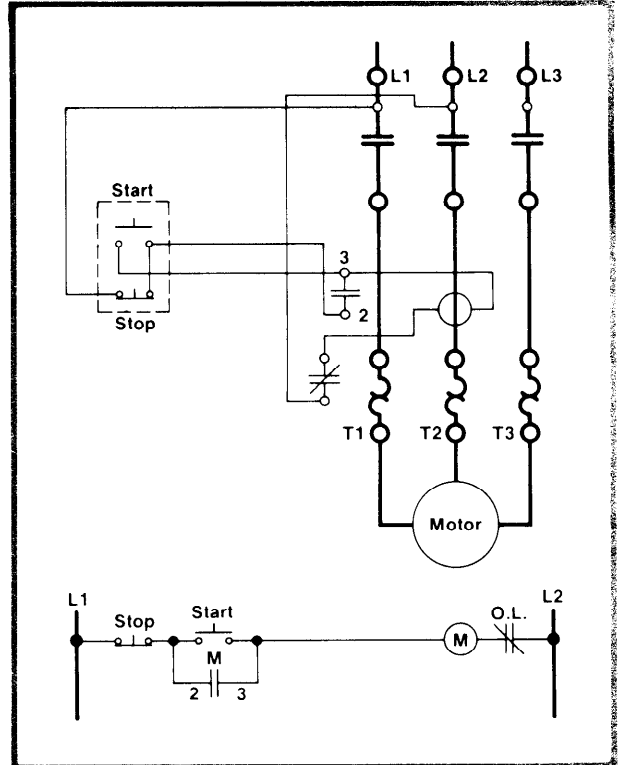 L1 L2 L3
Start
3
2
Stop
T1 T2 T3
Motor
L1 L2
Stop Start O.L.
M M
2 3